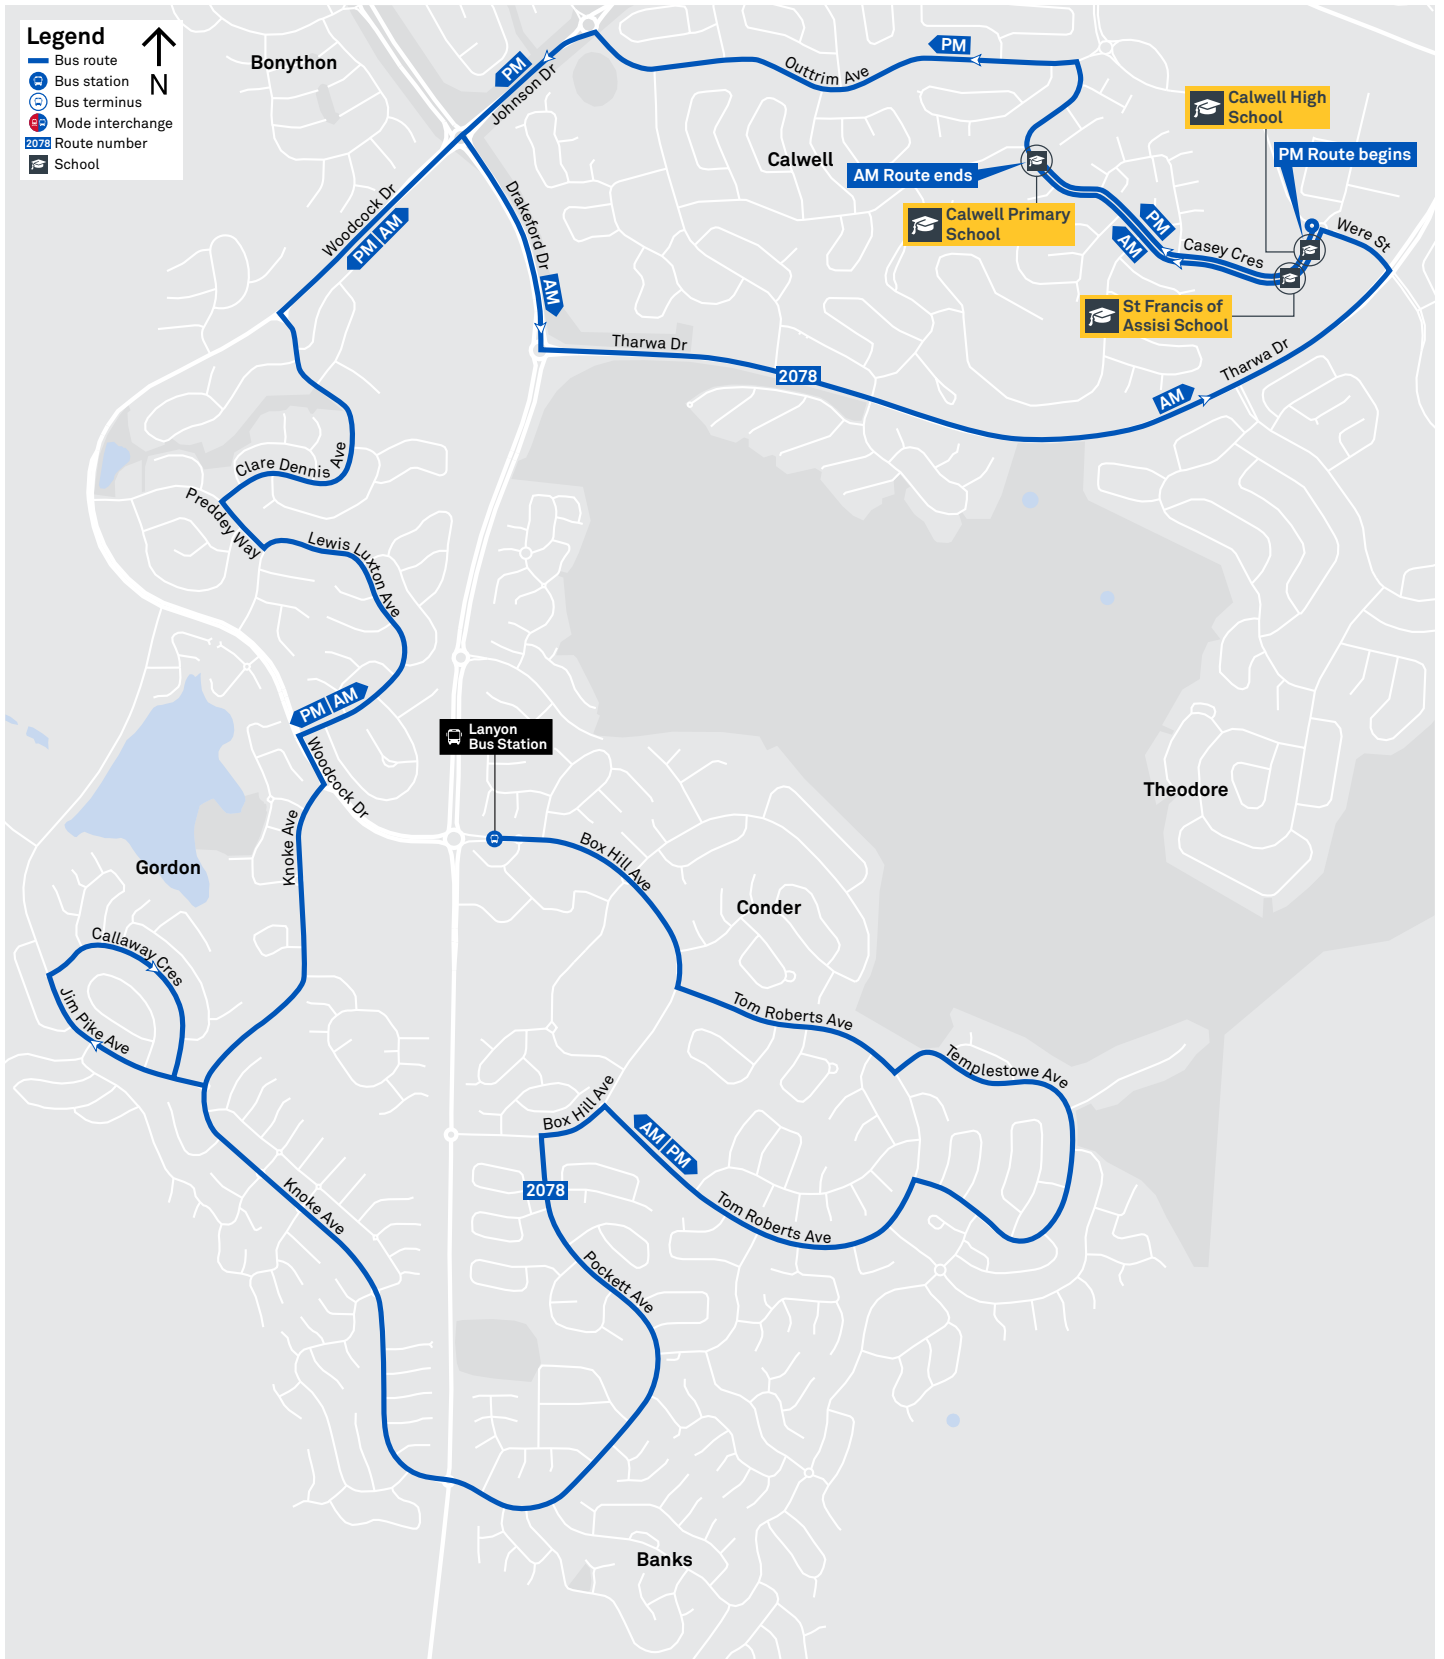 Legend
Bus route
Bus station
Bus terminus
Mode interchange
2078 Route number
School
N
Bonython
PM
Johnson Dr
Outtrim Ave
PM
Calwell High
School
PM Route begins
Calwell
AM Route ends
Calwell Primary
School
PM
AM
Casey Cres
Were St
St Francis of
Assisi School
Woodcock Dr
PM|AM
Drakeford Dr
AM
Tharwa Dr
2078
Tharwa Dr
AM
Clare Dennis Ave
Preddey Way
Lewis Luxton Ave
PM|AM
Woodcock Dr
Lanyon
Bus Station
Theodore
Knoke Ave
Box Hill Ave
Gordon
Conder
Callaway Cres
Jim Pike Ave
Tom Roberts Ave
Templestowe Ave
Box Hill Ave
AM|PM
2078
Knoke Ave
Tom Roberts Ave
Pockett Ave
Banks